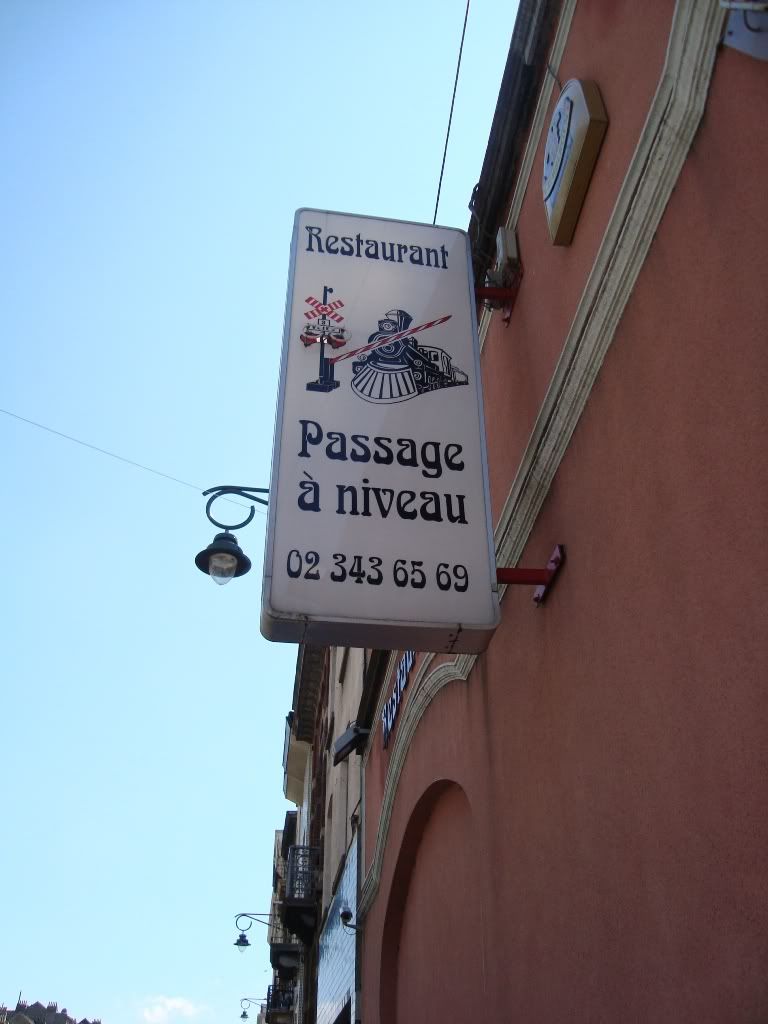 Restaurant
Passage
à niveau
02 343 65 69